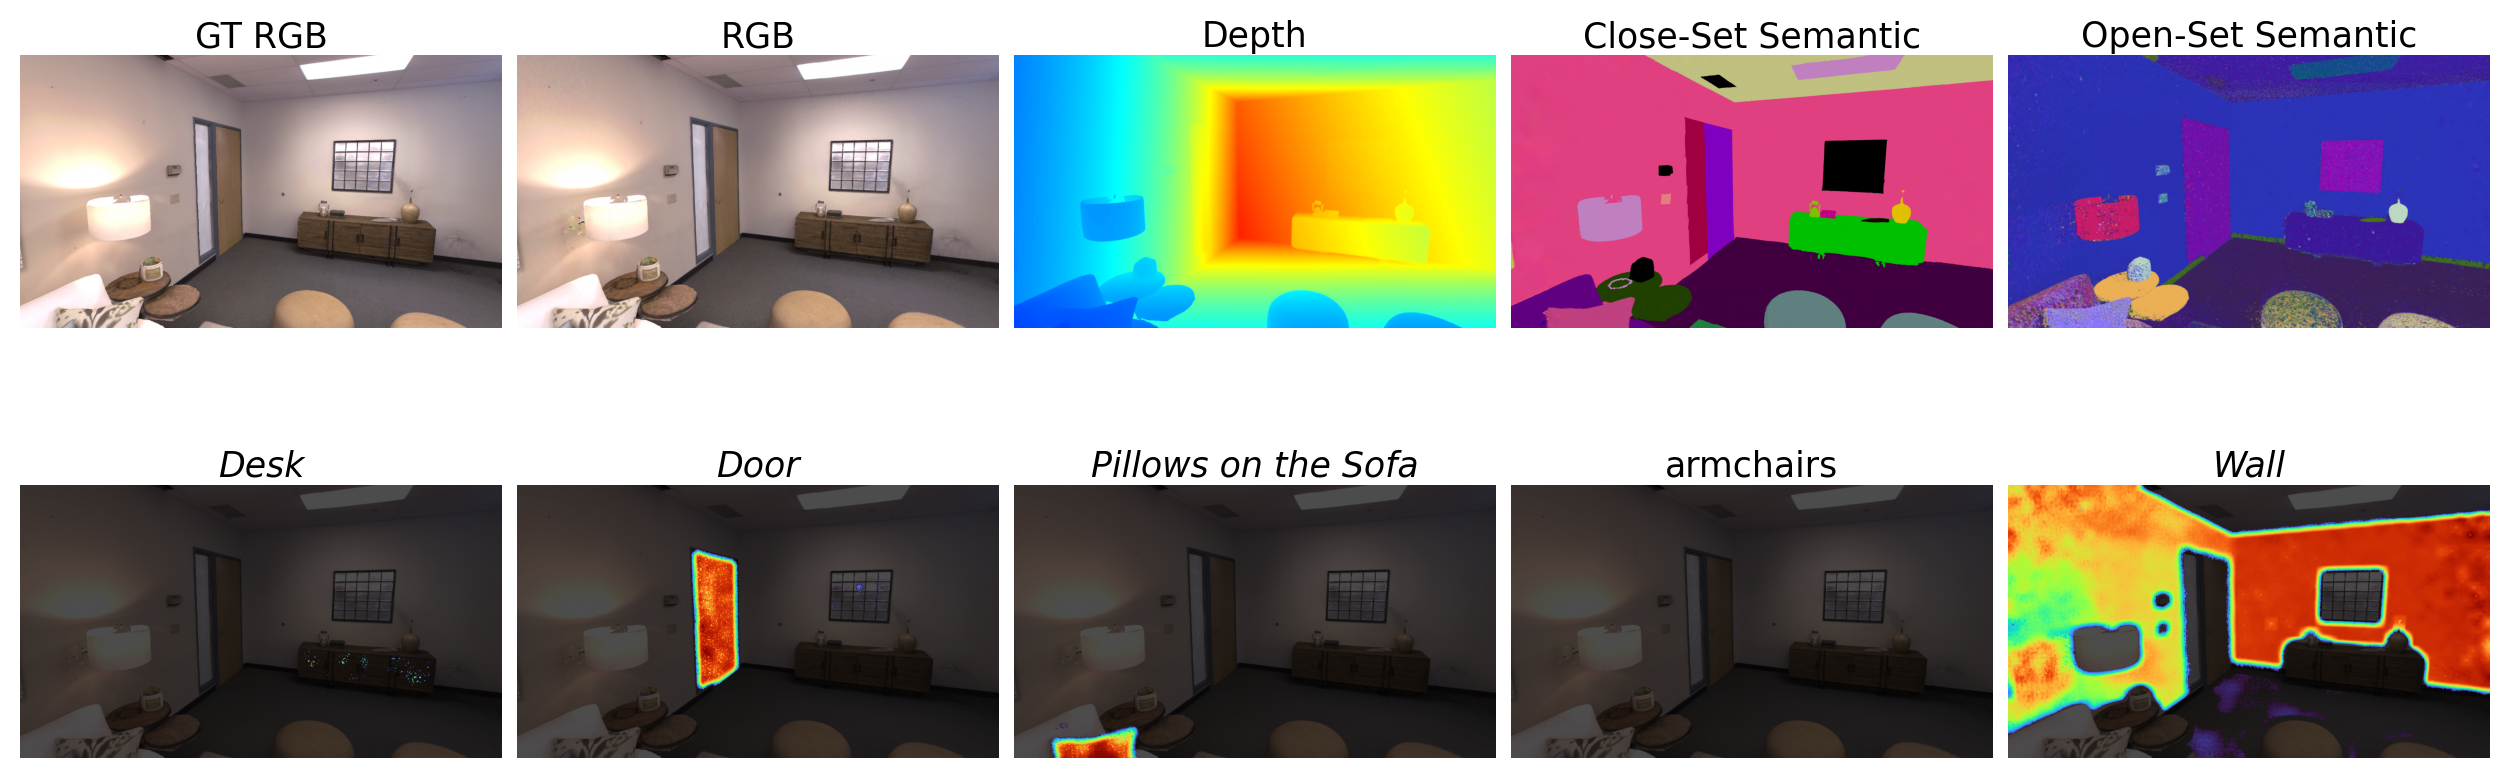 GT RGB
RGB
Depth
Close-Set Semantic
Open-Set Semantic
Desk
Door
Pillows on the Sofa
armchairs
Wall